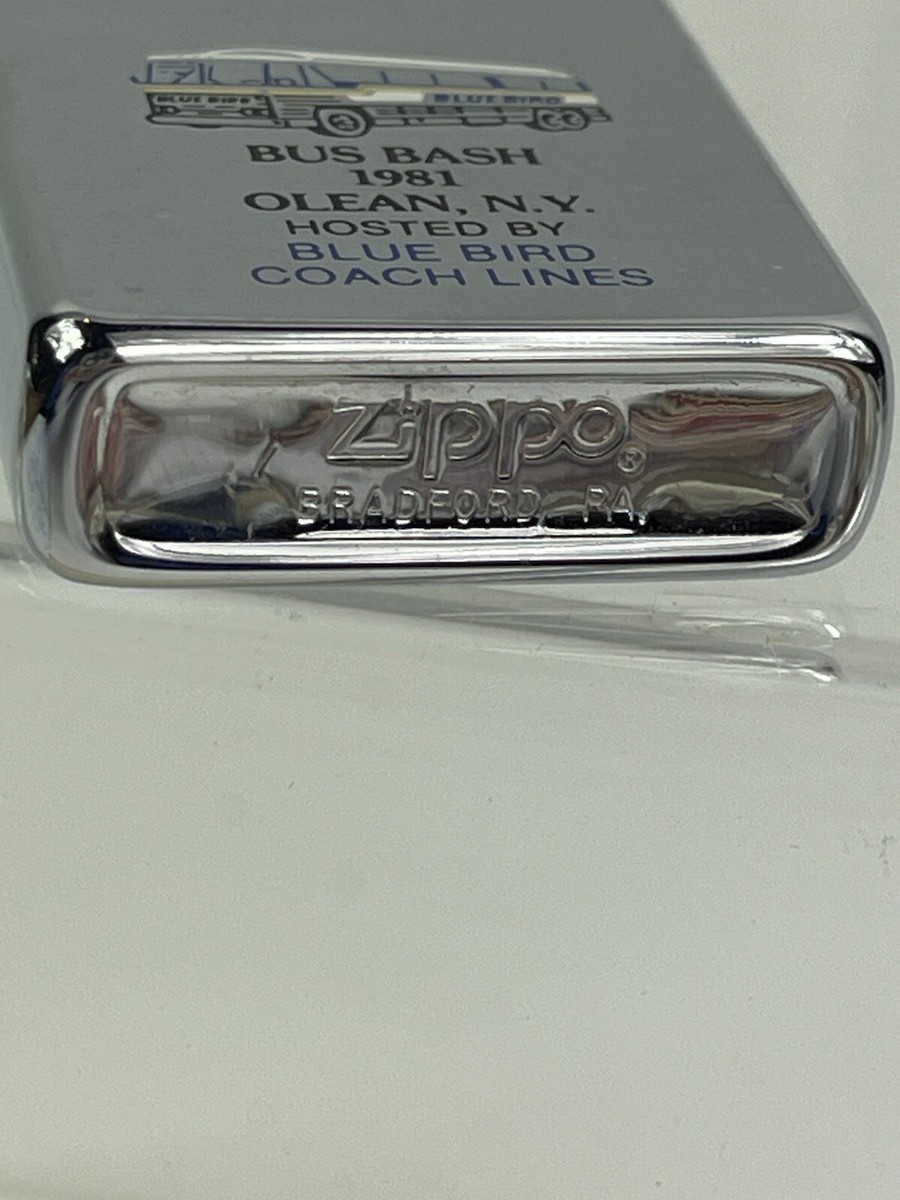 BLUE BIRD BLUE BIRD
BUS BASH
1981
OLEAN, N.Y.
HOSTED BY
BLUE BIRD
COACH LINES
Zippo®
BRADFORD, PA.